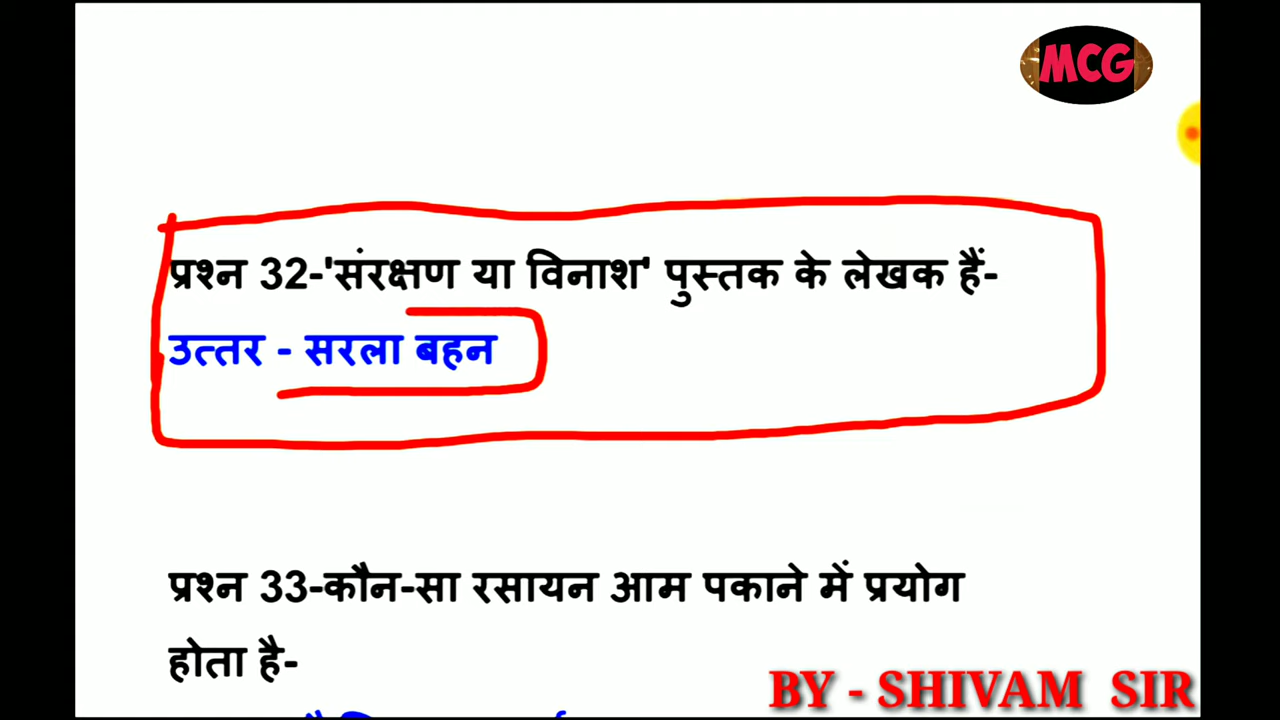 MCG
प्रश्न 32-'संरक्षण या विनाश' पुस्तक के लेखक हैं-
उत्तर - सरला बहन
प्रश्न 33-कौन-सा रसायन आम पकाने में प्रयोग
होता है-
BY - SHIVAM SIR